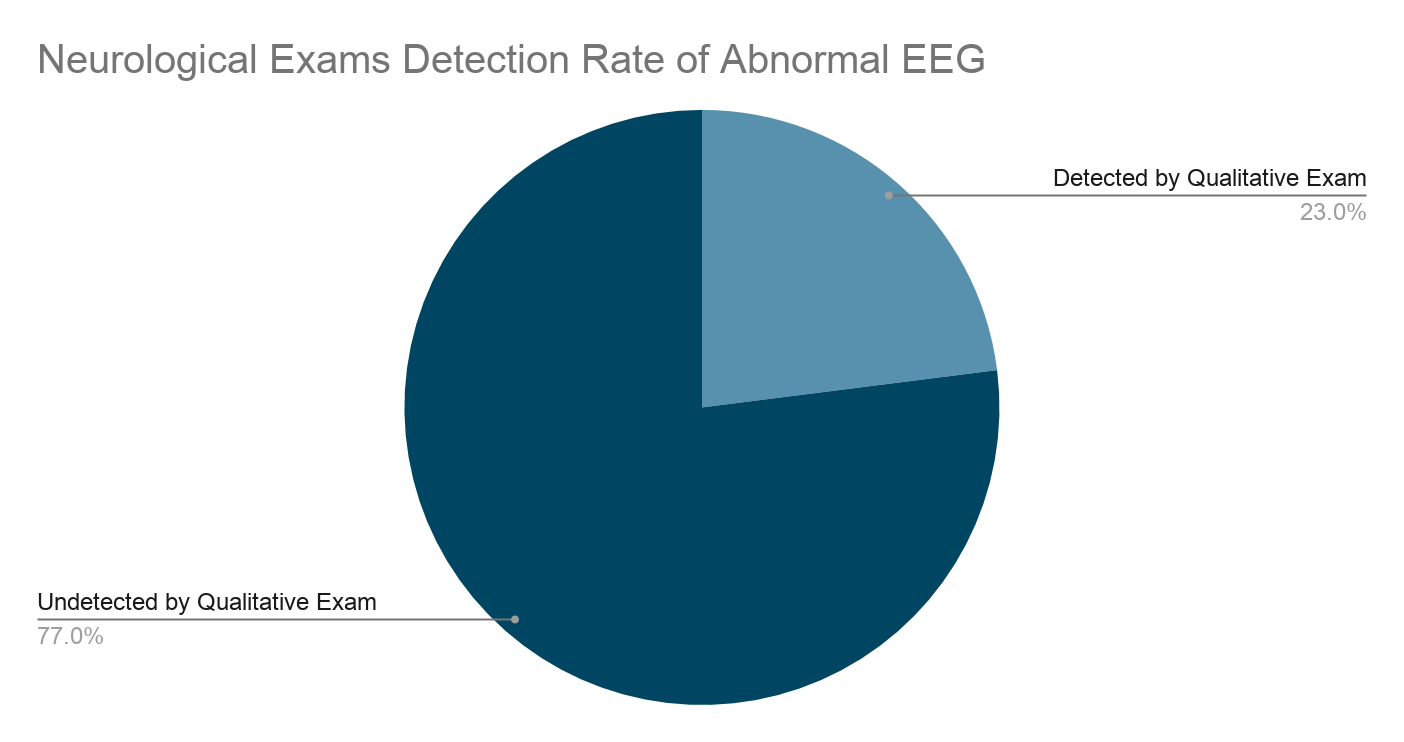 Neurological Exams Detection Rate of Abnormal EEG
Detected by Qualitative Exam
23.0%
Undetected by Qualitative Exam
77.0%